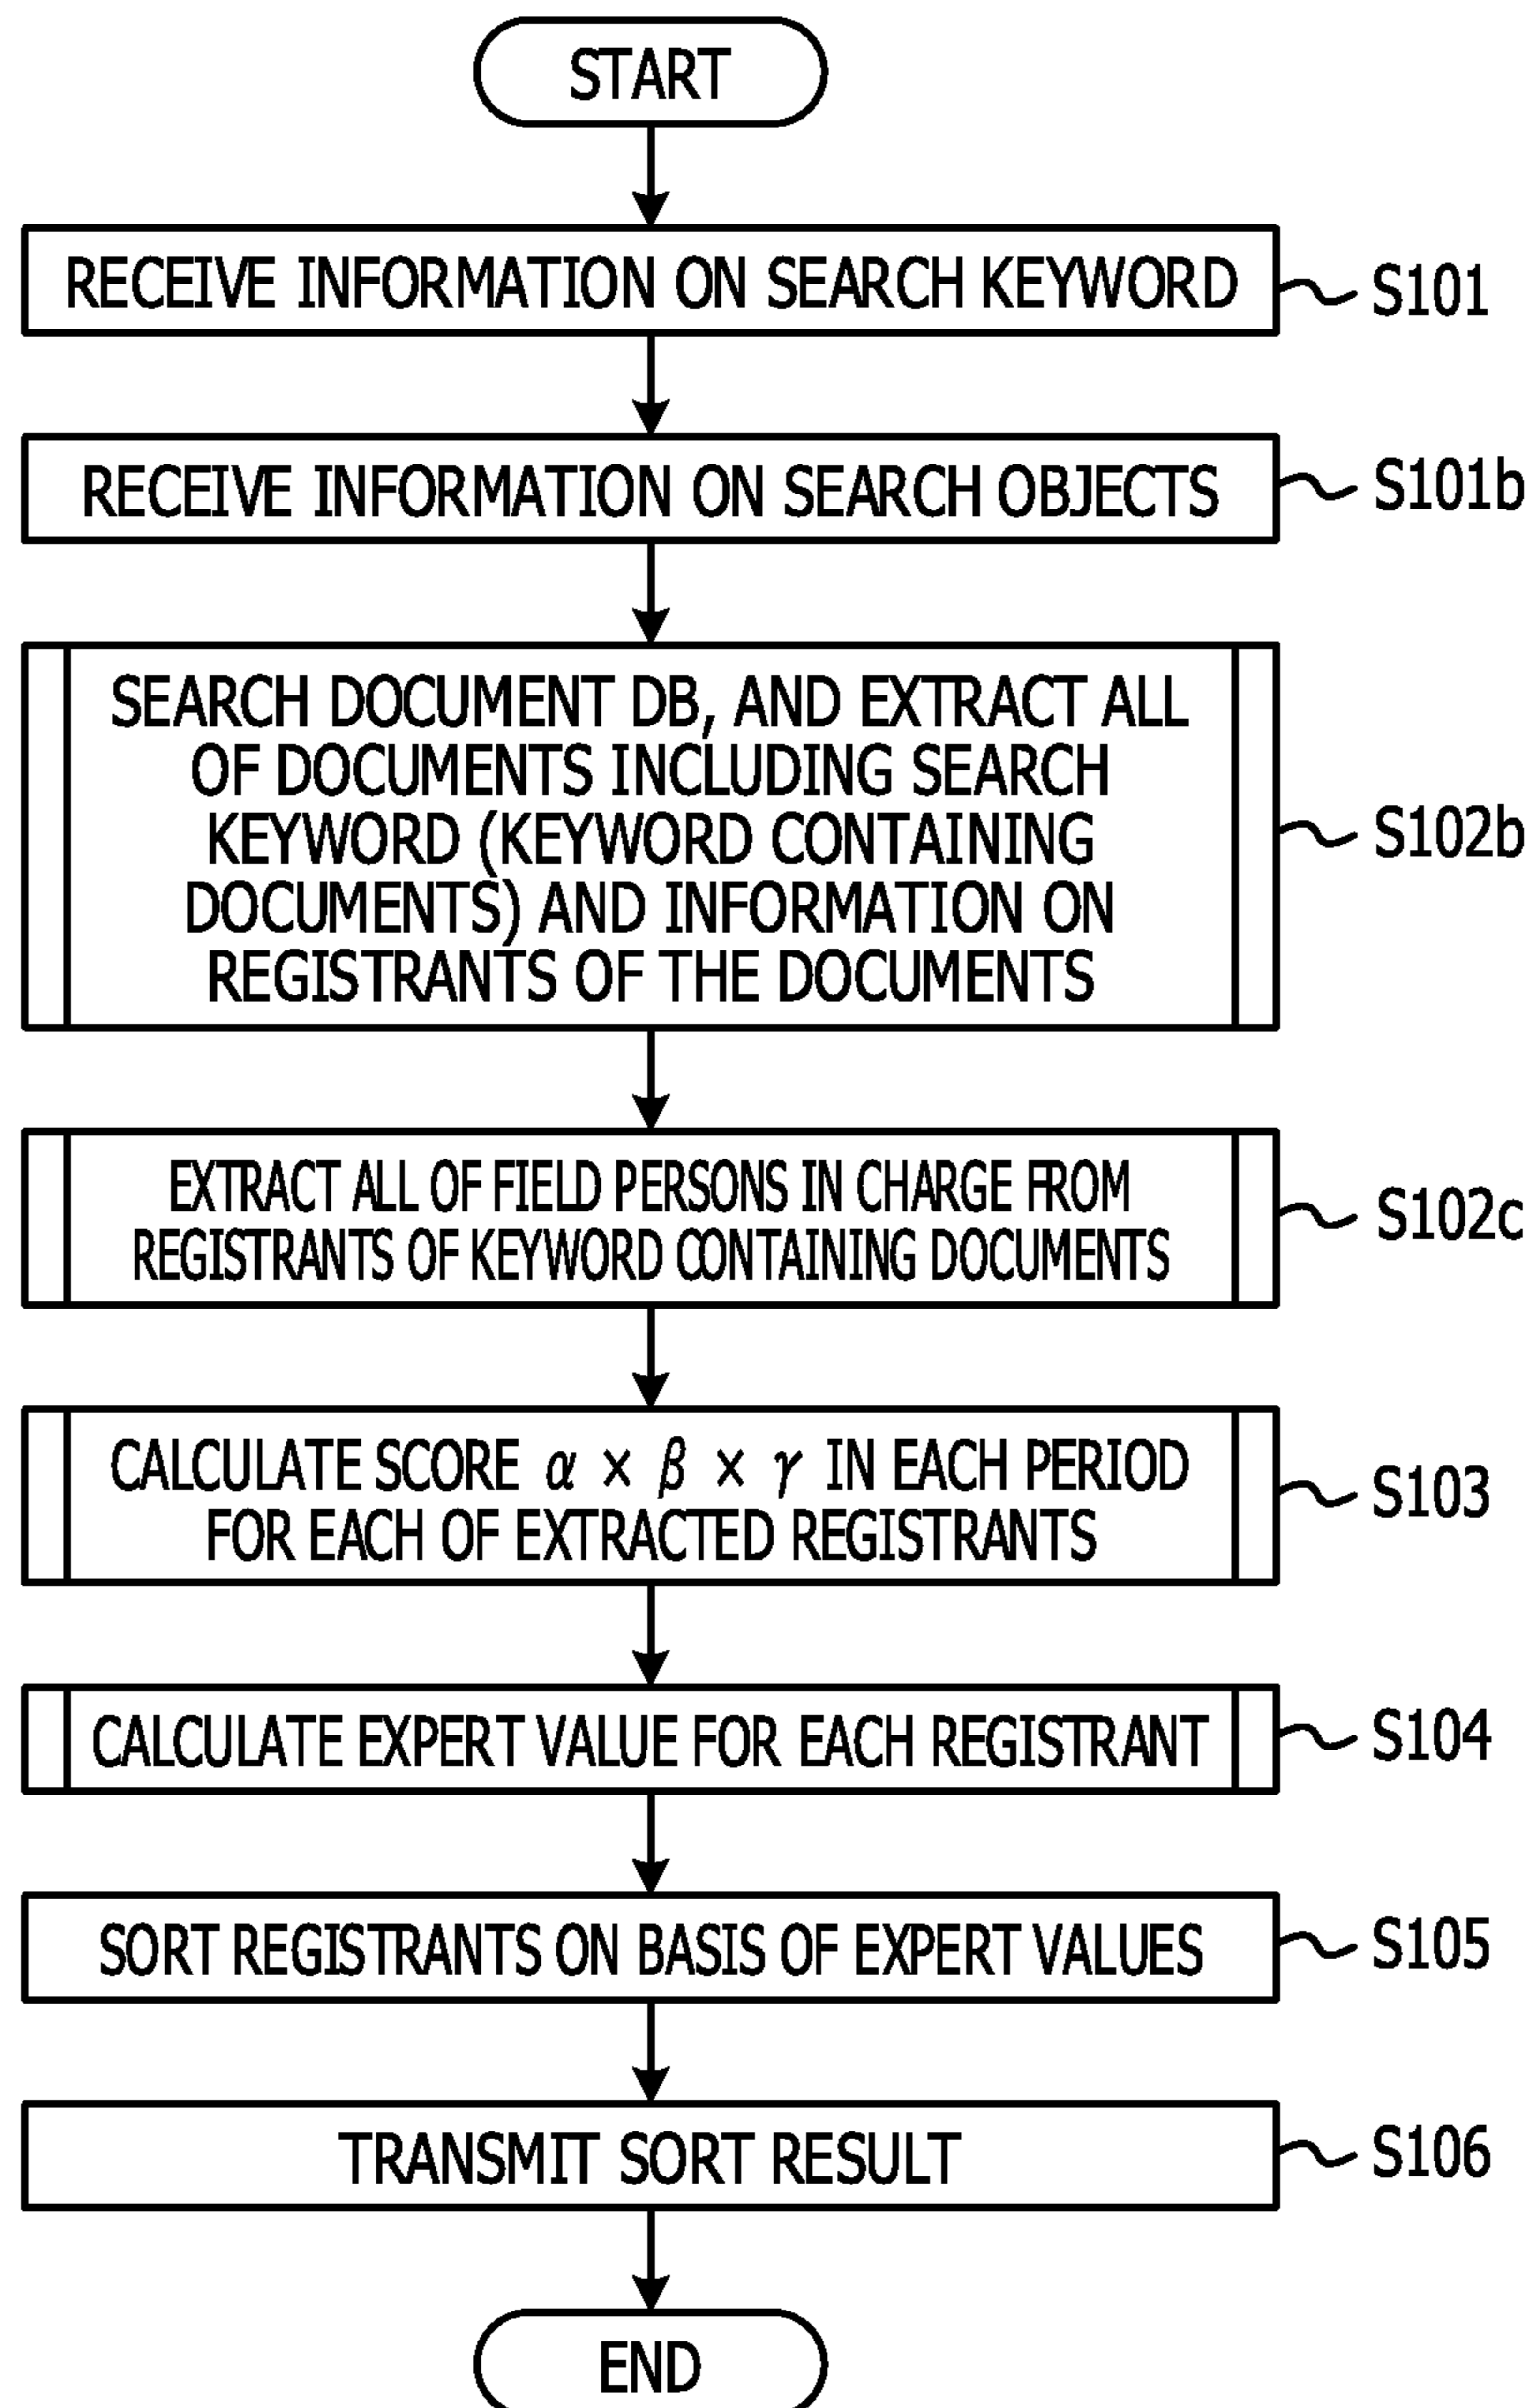 START
RECEIVE INFORMATION ON SEARCH KEYWORD
S101
RECEIVE INFORMATION ON SEARCH OBJECTS
S101b
SEARCH DOCUMENT DB, AND EXTRACT ALL
OF DOCUMENTS INCLUDING SEARCH
KEYWORD (KEYWORD CONTAINING
DOCUMENTS) AND INFORMATION ON
REGISTRANTS OF THE DOCUMENTS
S102b
EXTRACT ALL OF FIELD PERSONS IN CHARGE FROM
REGISTRANTS OF KEYWORD CONTAINING DOCUMENTS
S102c
CALCULATE SCORE α × β × γ IN EACH PERIOD
FOR EACH OF EXTRACTED REGISTRANTS
S103
CALCULATE EXPERT VALUE FOR EACH REGISTRANT
S104
SORT REGISTRANTS ON BASIS OF EXPERT VALUES
S105
TRANSMIT SORT RESULT
S106
END